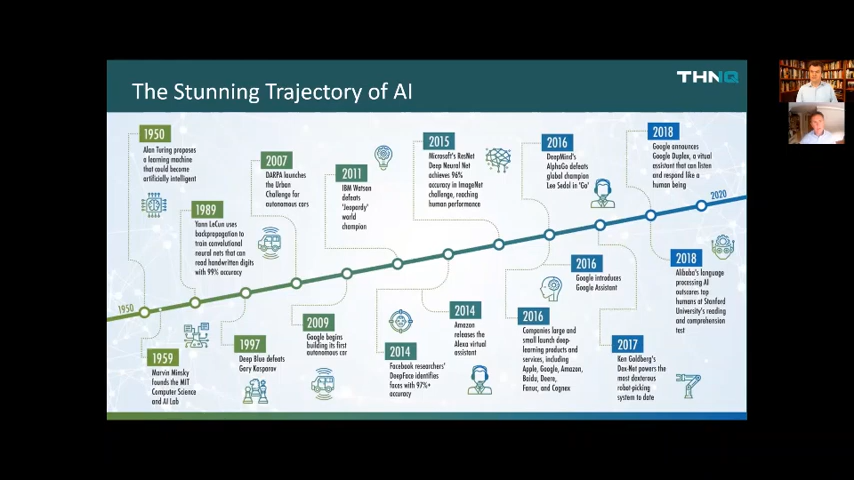 The Stunning Trajectory of AI
THNQ
1950
Alan Turing proposes
a learning machine
that could become
artificially intelligent
1989
Yann LeCun uses
backpropagation to
train convolutional
neural nets that can
read handwritten digits
with 99% accuracy
2007
DARPA launches
the Urban
Challenge for
autonomous cars
2011
IBM Watson
defeats
'Jeopardy'
world
champion
2015
Microsoft's ResNet
Deep Neural Net
achieves 96%
accuracy in ImageNet
challenge, reaching
human performance
2016
DeepMind's
AlphaGo defeats
global champion
Lee Sedol in 'Go'
2018
Google announces
Google Duplex, a vitual
assistant that can listen
and respond like a
human being
2020
1950
1959
Marvin Minsky
founds the MIT
Computer Science
and AI Lab
1997
Deep Blue defeats
Gary Kasparov
2009
Google begins
building its first
autonomous car
2014
Facebook researchers'
DeepFace identifies
faces with 97%+
accuracy
2014
Amazon
releases the
Alexa virtual
assistant
2016
Companies large and
small launch deep-
learning products and
services, including
Apple, Google, Amazon,
Baidu, Deere,
Fanuc, and Cognex
2016
Google introduces
Google Assistant
2017
Ken Goldberg's
Dex-Net powers the
most dexterous
robot-picking
system to date
2018
Alibaba's language
processing AI
outscores top
humans at Stanford
University's reading and
comprehension
test